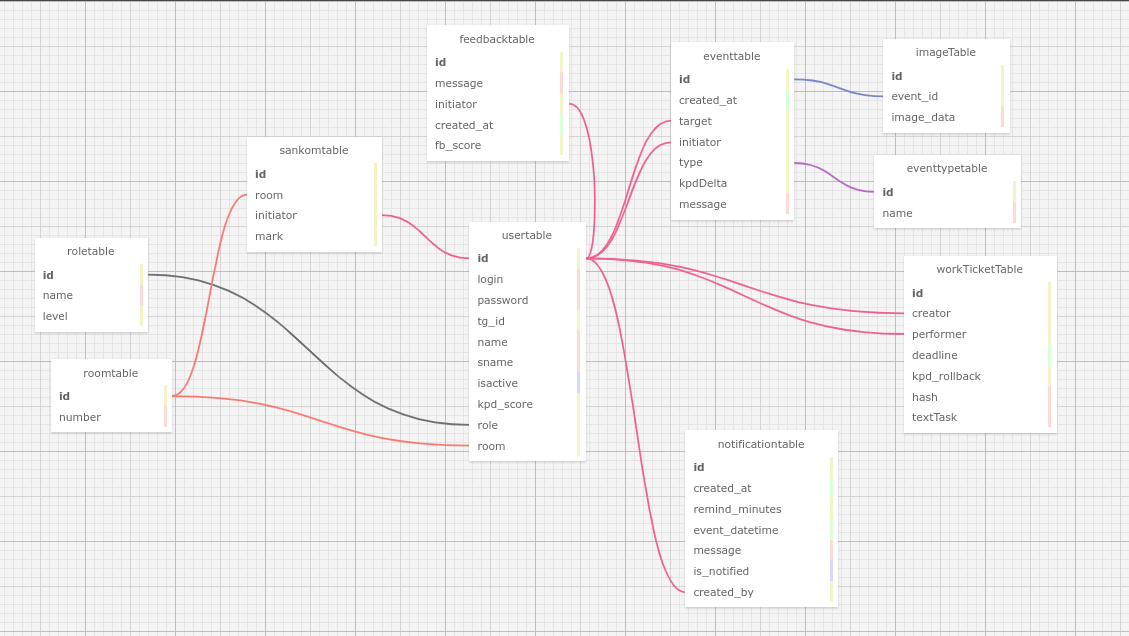 feedbacktable
id
message
initiator
created_at
fb_score
eventtable
id
created_at
target
initiator
type
kpdDelta
message
imageTable
id
event_id
image_data
sankomtable
id
room
initiator
mark
eventtypetable
id
name
roletable
id
name
level
usertable
id
login
password
tg_id
name
sname
isactive
kpd_score
role
room
workTicketTable
id
creator
performer
deadline
kpd_rollback
hash
textTask
roomtable
id
number
notificationtable
id
created_at
remind_minutes
event_datetime
message
is_notified
created_by